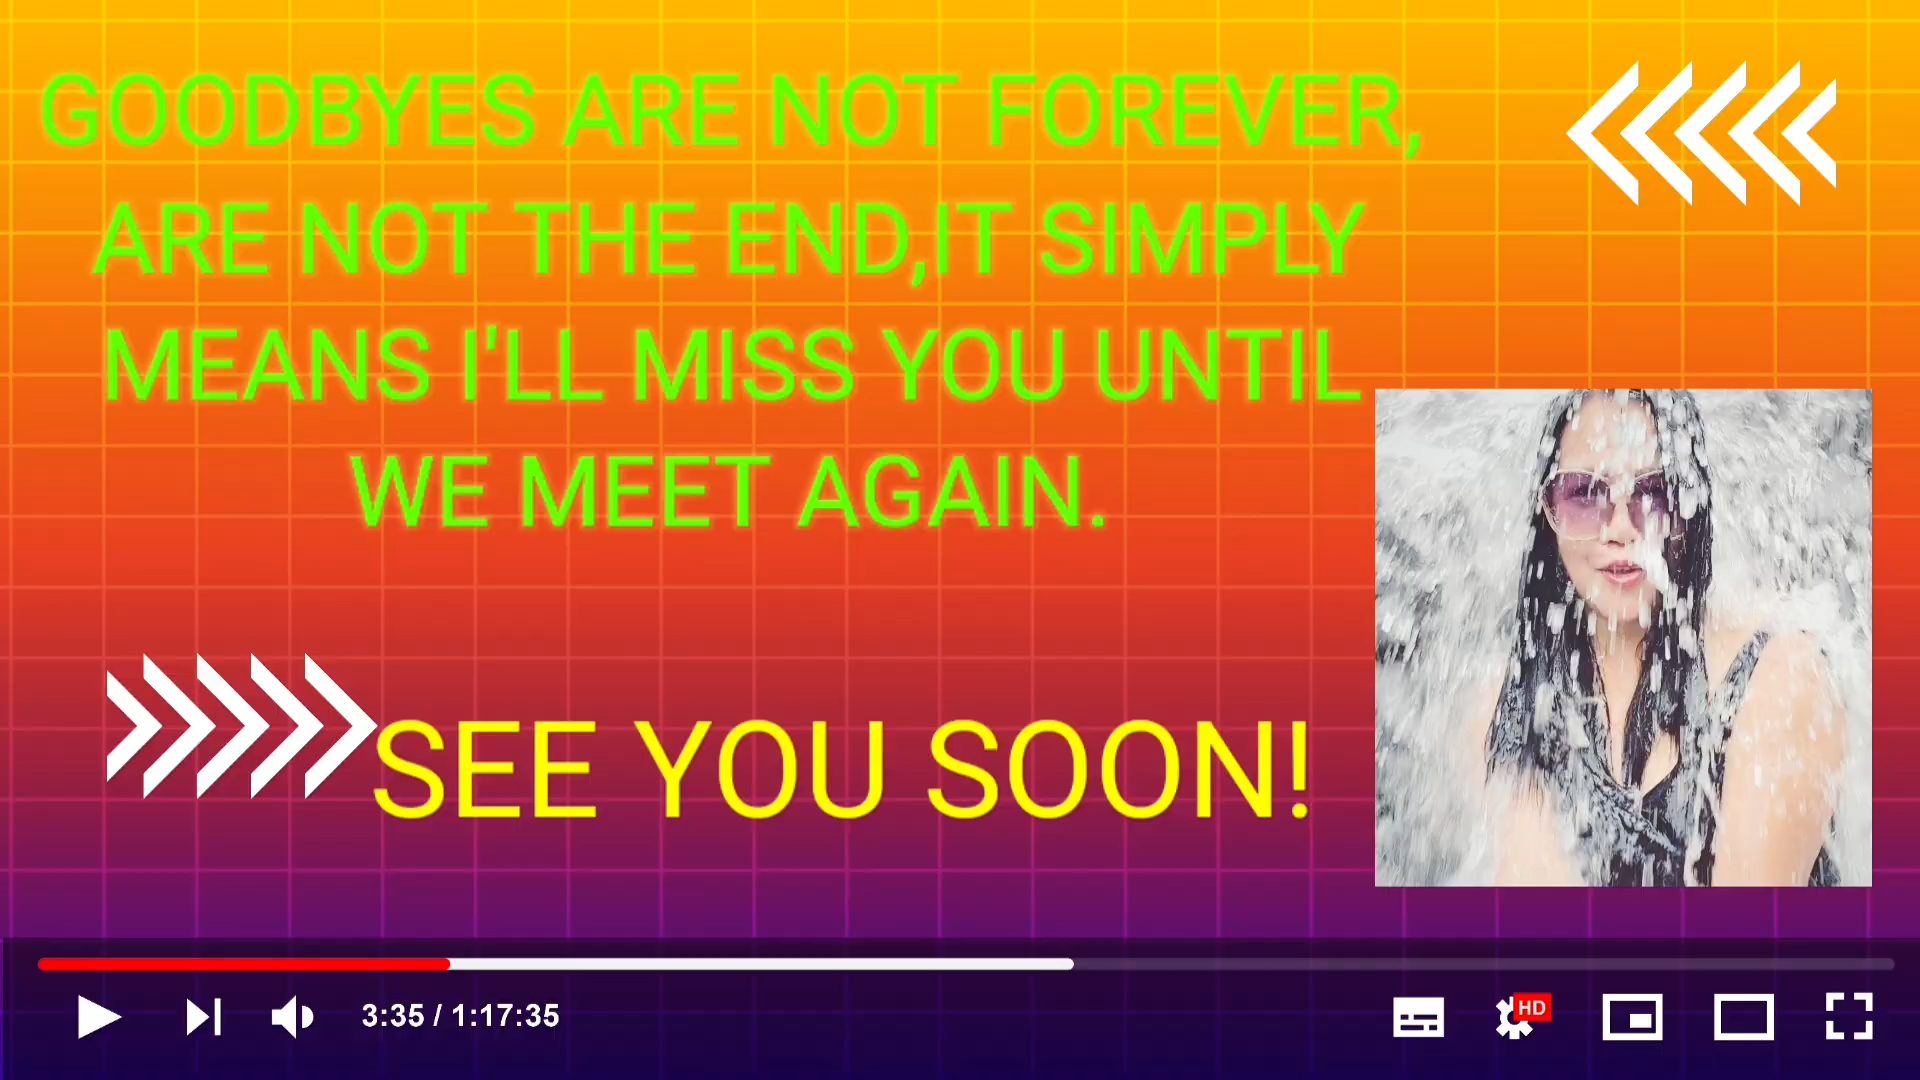 GOODBYES ARE NOT FOREVER,
ARE NOT THE END,IT SIMPLY
MEANS I'LL MISS YOU UNTIL
WE MEET AGAIN.
SEE YOU SOON!
3:35 / 1:17:35
HD